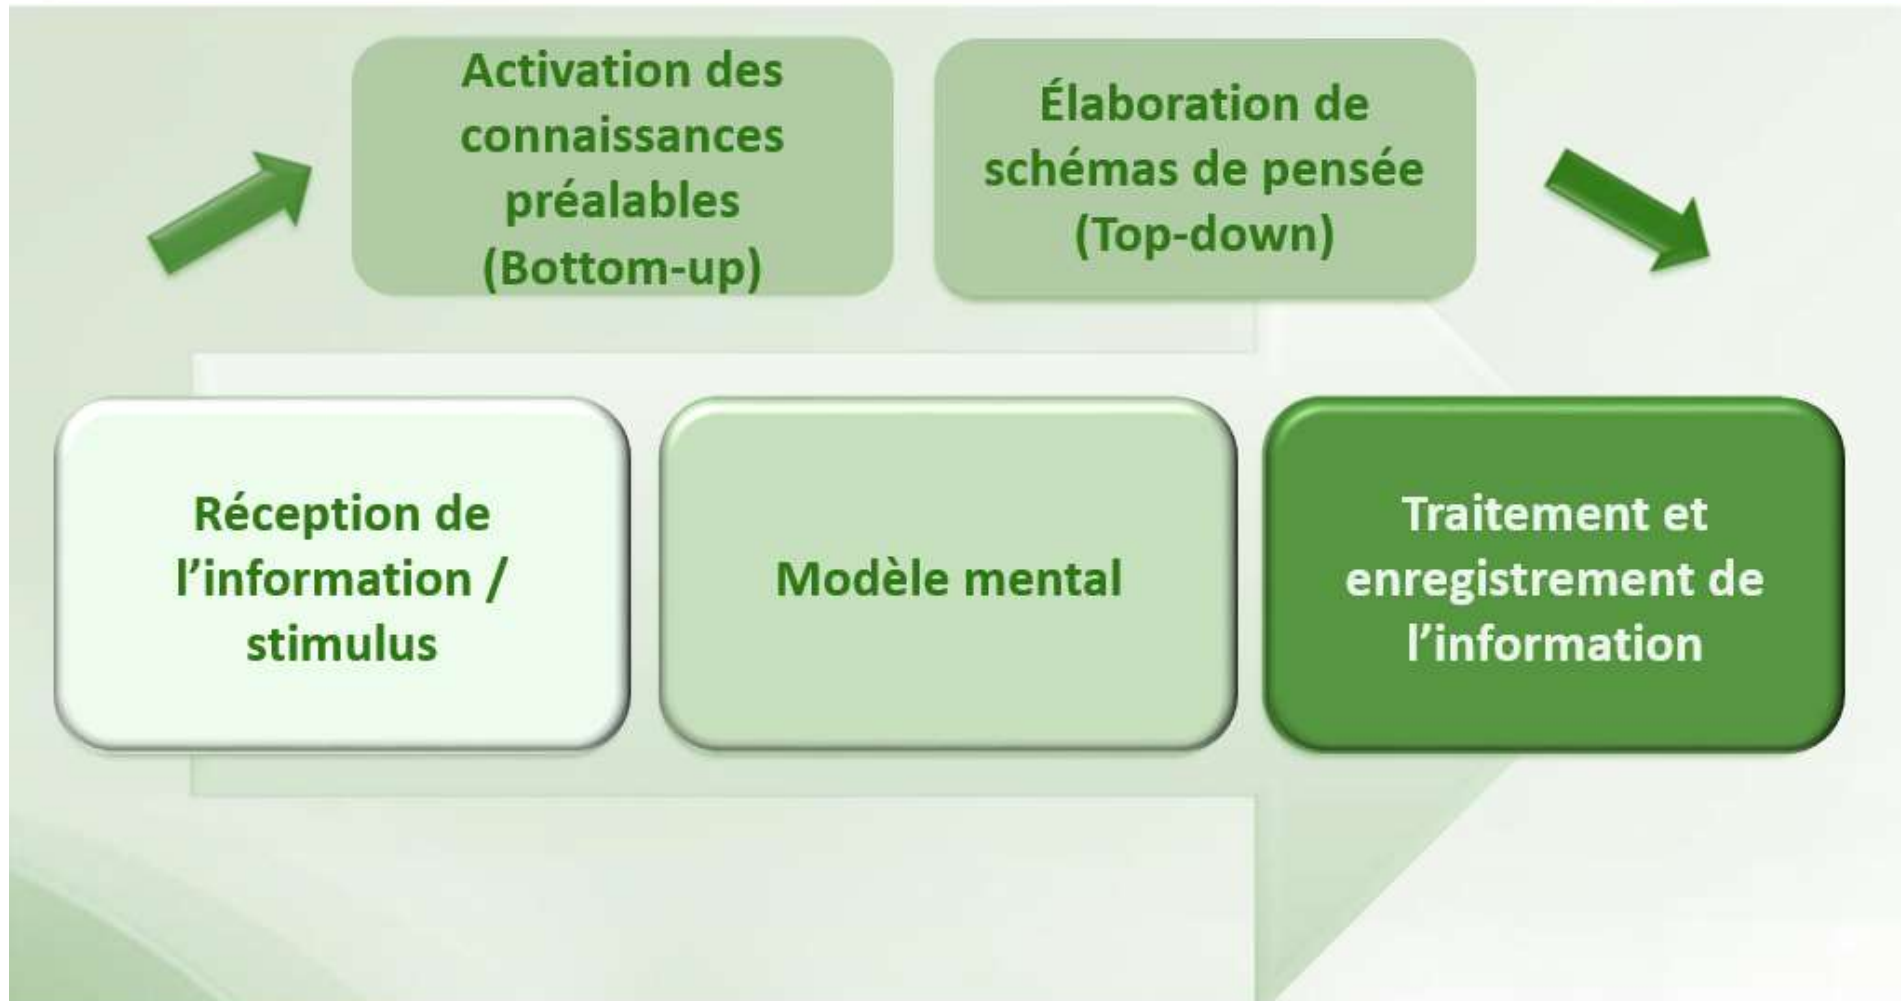 Activation des
connaissances
préalables
(Bottom-up)
Élaboration de
schémas de pensée
(Top-down)
Réception de
l’information /
stimulus
Modèle mental
Traitement et
enregistrement de
l’information